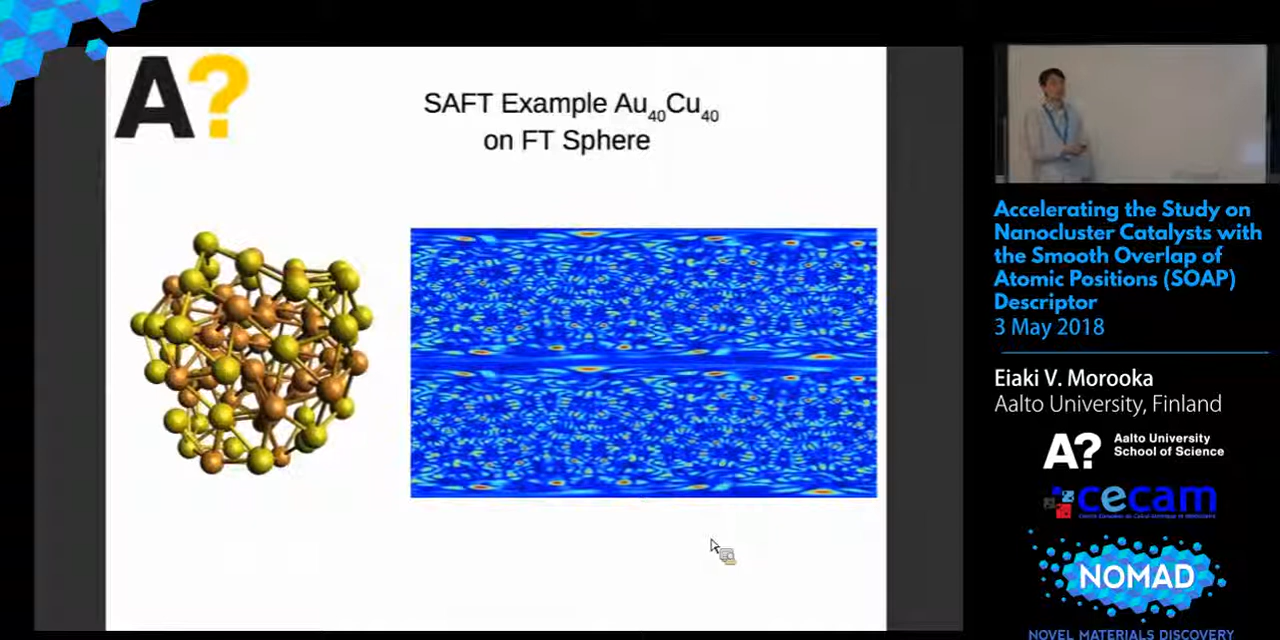 A?
SAFT Example Au₄₀Cu₄₀
on FT Sphere
Accelerating the Study on
Nanocluster Catalysts with
the Smooth Overlap of
Atomic Positions (SOAP)
Descriptor
3 May 2018
Eiaki V. Morooka
Aalto University, Finland
A?
Aalto University
School of Science
cecam
NOMAD
NOVEL MATERIALS DISCOVERY